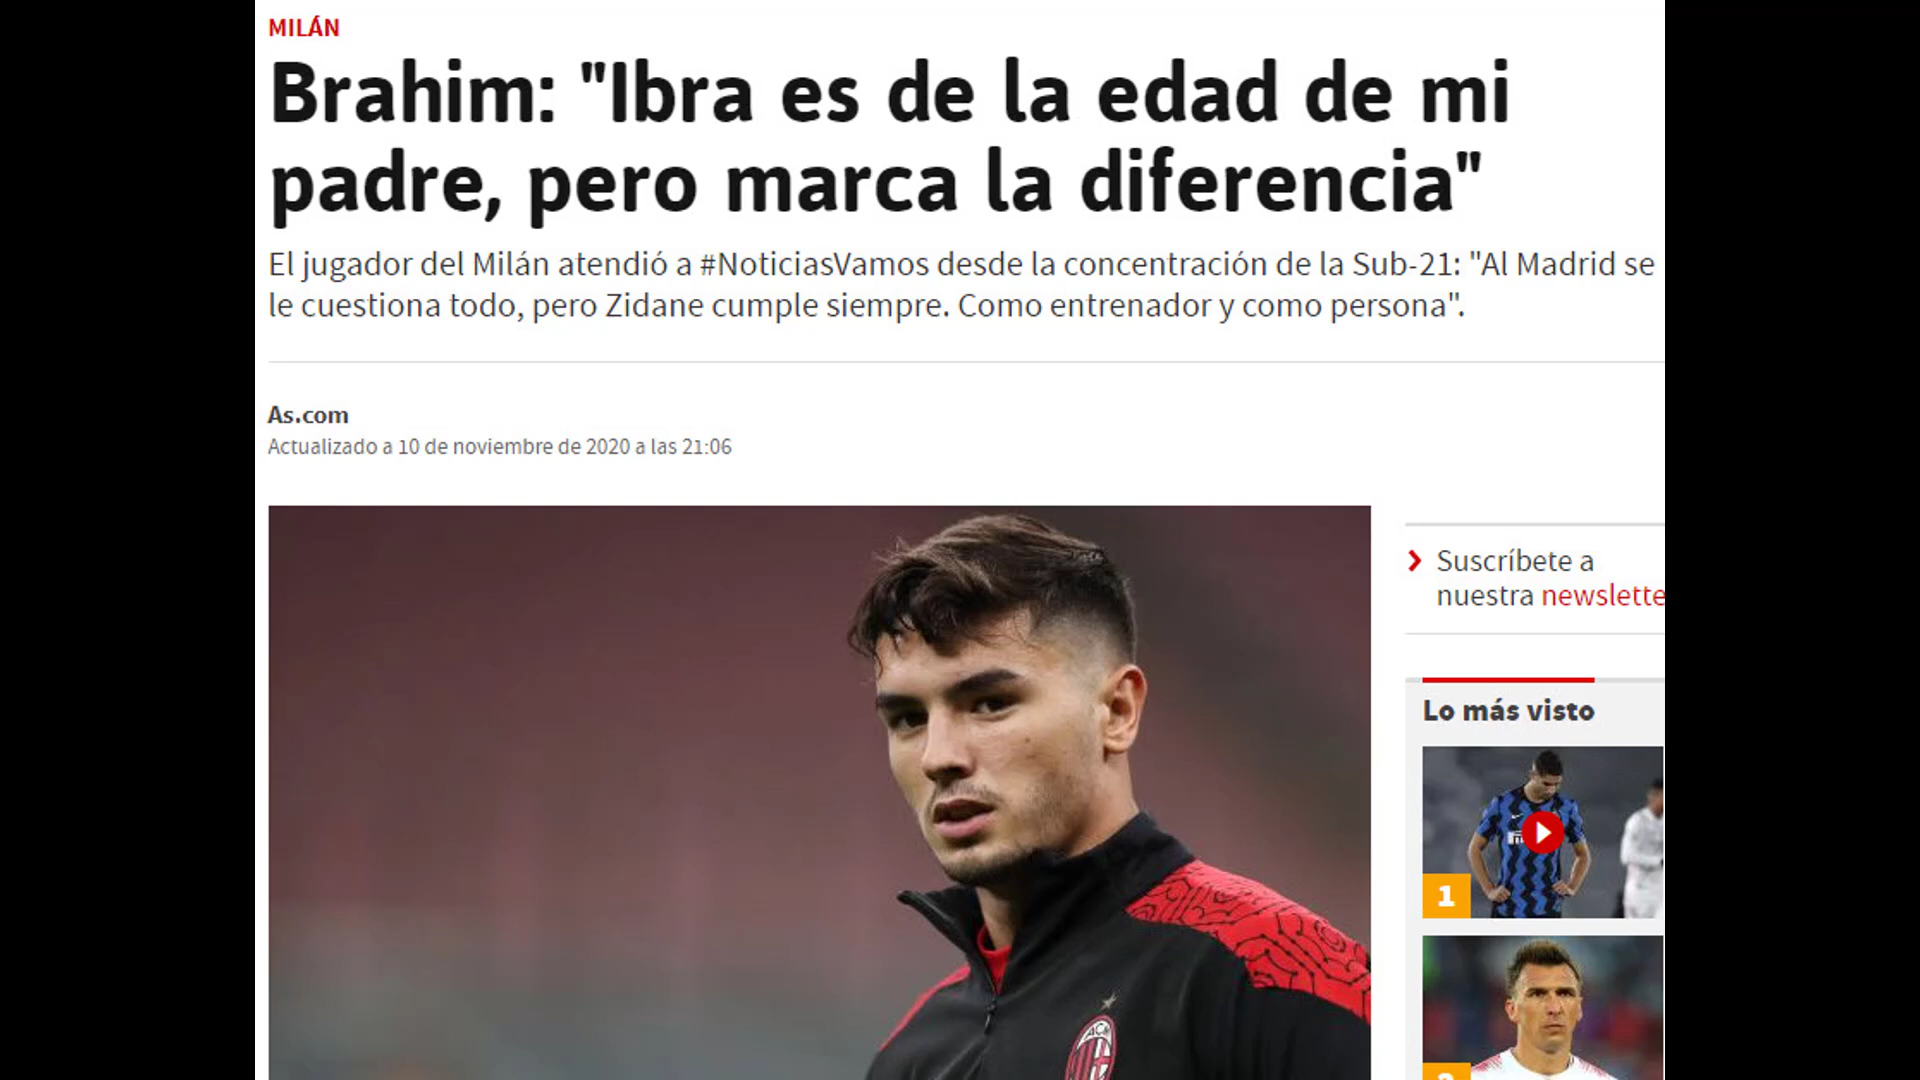 MILÁN
Brahim: "Ibra es de la edad de mi
padre, pero marca la diferencia"
El jugador del Milán atendió a #NoticiasVamos desde la concentración de la Sub-21: "Al Madrid se
le cuestiona todo, pero Zidane cumple siempre. Como entrenador y como persona".
As.com
Actualizado a 10 de noviembre de 2020 a las 21:06
Suscríbete a
nuestra newslette
Lo más visto
1
ACM